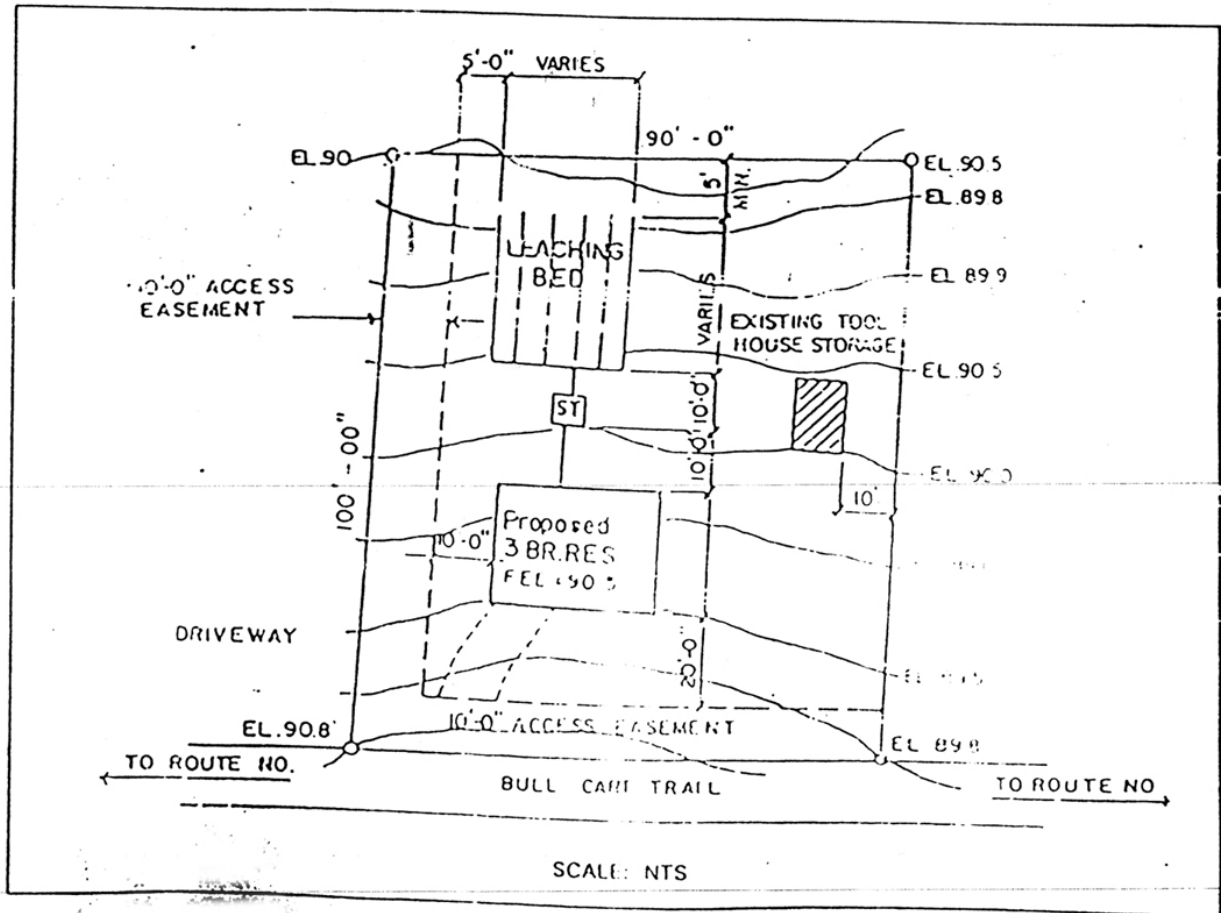 5'-0" VARIES
90' - 0"
EL.90
EL.90.5
5'
MIN.
EL.89.8
LEACHING
BED
EL.89.9
10'-0" ACCESS
EASEMENT
VARIES
EXISTING TOOL
HOUSE STORAGE
EL.90.5
ST
10'-0"
10'-0"
100' - 00"
10'
Proposed
3 BR.RES
10'-0"
DRIVEWAY
20'-0"
10'-0" ACCESS EASEMENT
EL.90.8'
EL 89.8
TO ROUTE NO.
BULL CART TRAIL
TO ROUTE NO
SCALE: NTS